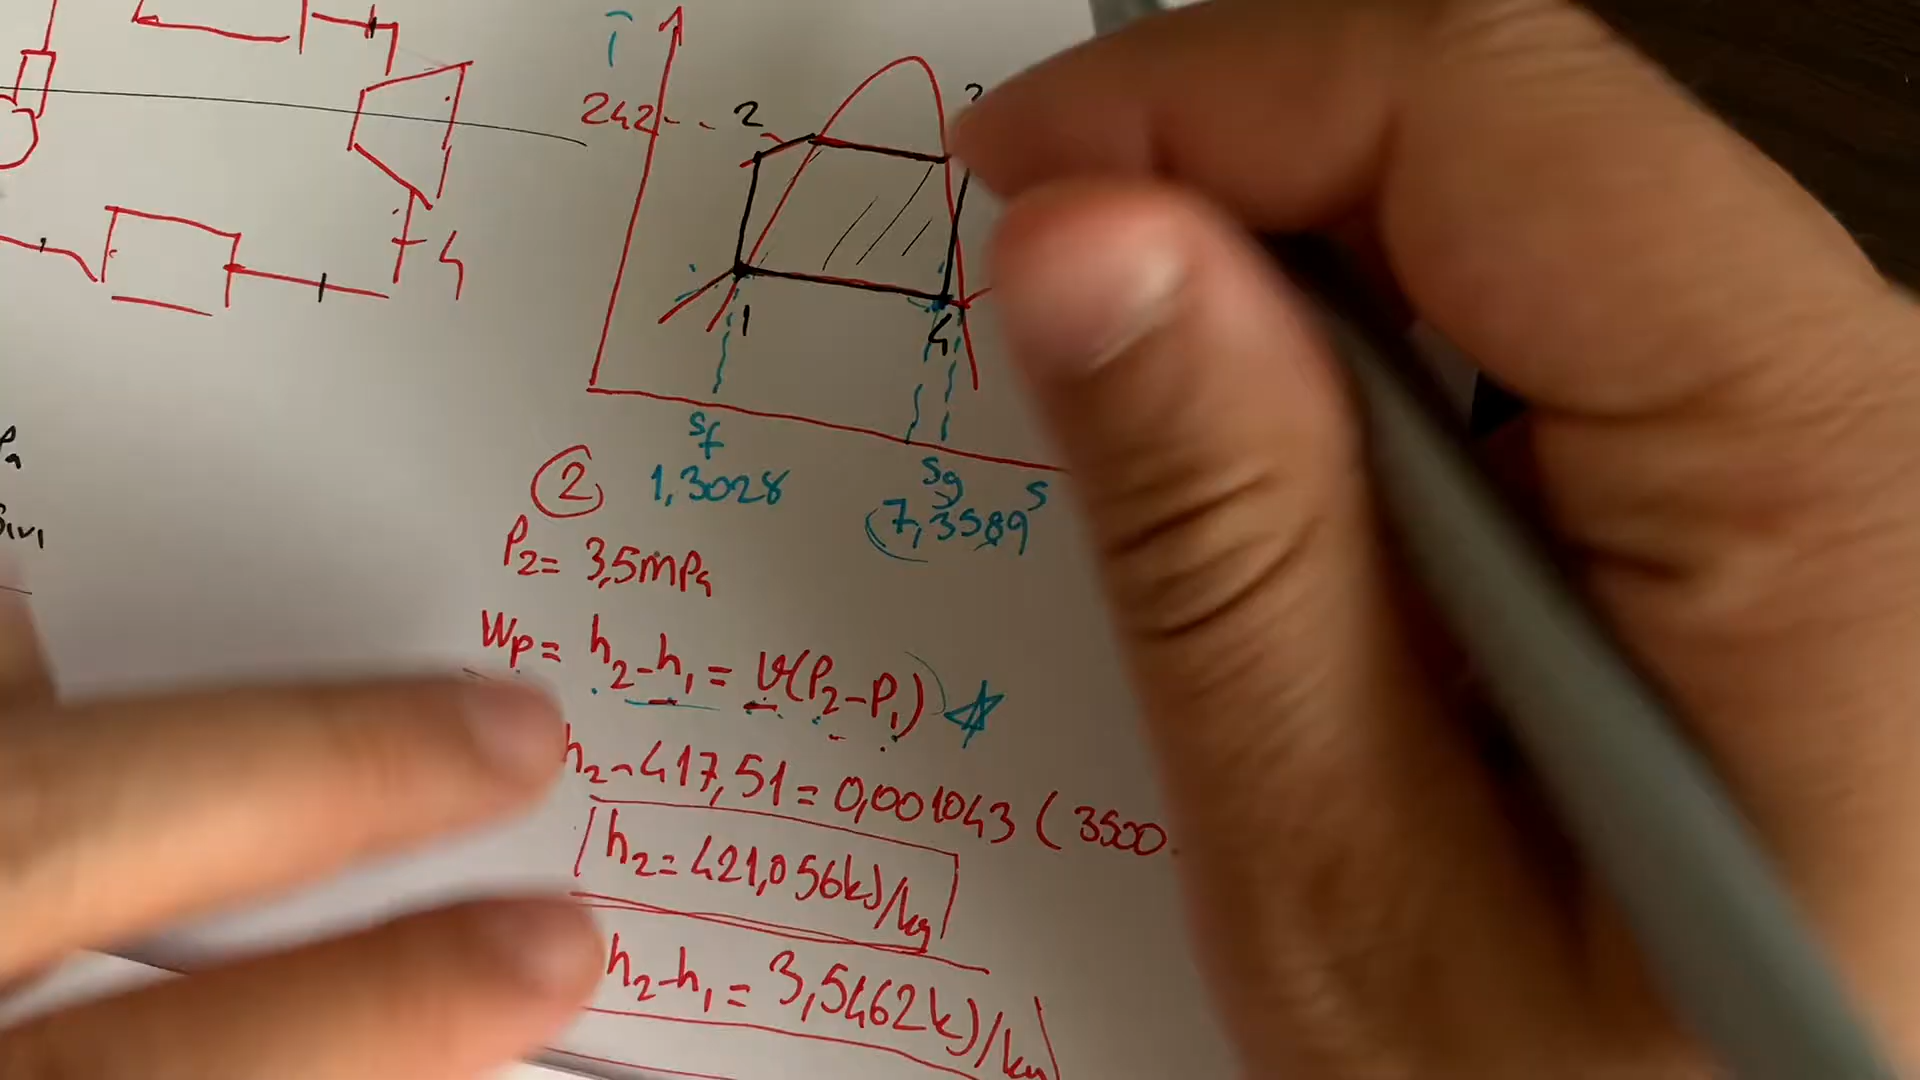 T
242
2
1
4
4
sf
1,3028
sg
7,3589
s
2
P2= 3,5mPa
Wp= h2-h1= v(P2-P1)
h2-417,51= 0,001043 (3500
h2= 421,056kJ/kg
h2-h1= 3,5462kJ/kg